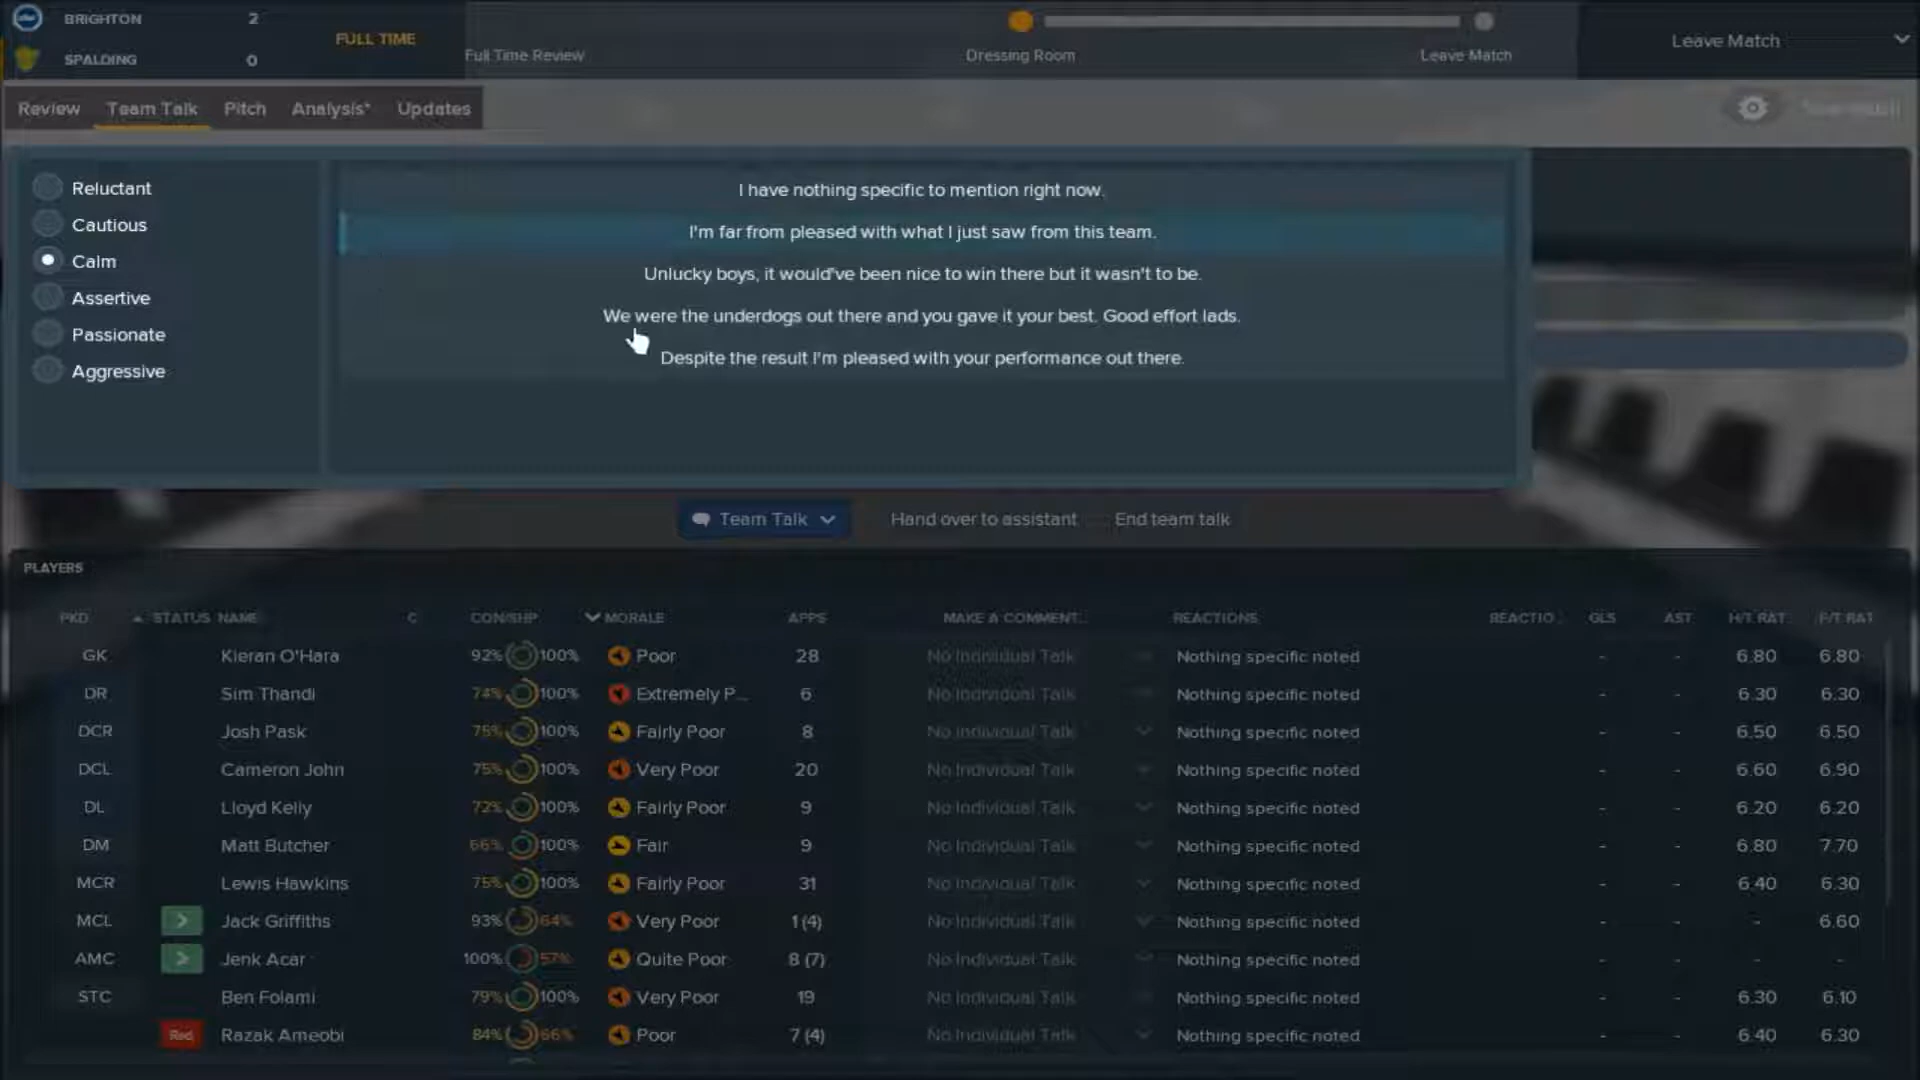 BRIGHTON 2
SPALDING 0
FULL TIME
Full Time Review
Dressing Room
Leave Match
Leave Match
Review Team Talk Pitch Analysis* Updates
Reluctant
Cautious
Calm
Assertive
Passionate
Aggressive
I have nothing specific to mention right now.
I'm far from pleased with what I just saw from this team.
Unlucky boys, it would've been nice to win there but it wasn't to be.
We were the underdogs out there and you gave it your best. Good effort lads.
Despite the result I'm pleased with your performance out there.
Team Talk Hand over to assistant End team talk
PLAYERS
PKD STATUS NAME C CON/SHP MORALE APPS MAKE A COMMENT... REACTIONS REACTIO... GLS AST H/T RAT F/T RAT
GK Kieran O'Hara 92% 100% Poor 28 No Individual Talk Nothing specific noted - - 6.80 6.80
DR Sim Thandi 74% 100% Extremely P... 6 No Individual Talk Nothing specific noted - - 6.30 6.30
DCR Josh Pask 75% 100% Fairly Poor 8 No Individual Talk Nothing specific noted - - 6.50 6.50
DCL Cameron John 75% 100% Very Poor 20 No Individual Talk Nothing specific noted - - 6.60 6.90
DL Lloyd Kelly 72% 100% Fairly Poor 9 No Individual Talk Nothing specific noted - - 6.20 6.20
DM Matt Butcher 66% 100% Fair 9 No Individual Talk Nothing specific noted - - 6.80 7.70
MCR Lewis Hawkins 75% 100% Fairly Poor 31 No Individual Talk Nothing specific noted - - 6.40 6.30
MCL Jack Griffiths 93% 64% Very Poor 1 (4) No Individual Talk Nothing specific noted - - - 6.60
AMC Jenk Acar 100% 57% Quite Poor 8 (7) No Individual Talk Nothing specific noted - - - -
STC Ben Folami 79% 100% Very Poor 19 No Individual Talk Nothing specific noted - - 6.30 6.10
Red Razak Ameobi 84% 66% Poor 7 (4) No Individual Talk Nothing specific noted - - 6.40 6.30